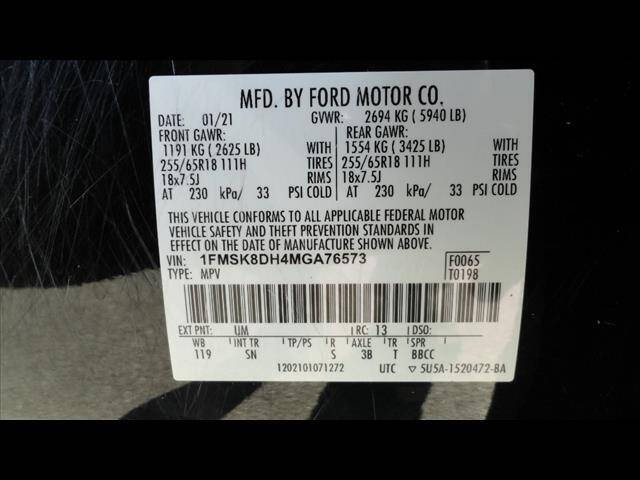 MFD. BY FORD MOTOR CO.
DATE: 01/21 GVWR: 2694 KG ( 5940 LB)
FRONT GAWR: REAR GAWR:
1191 KG ( 2625 LB) WITH 1554 KG ( 3425 LB) WITH
255/65R18 111H TIRES 255/65R18 111H TIRES
18x7.5J RIMS 18x7.5J RIMS
AT 230 kPa/ 33 PSI COLD AT 230 kPa/ 33 PSI COLD
THIS VEHICLE CONFORMS TO ALL APPLICABLE FEDERAL MOTOR
VEHICLE SAFETY AND THEFT PREVENTION STANDARDS IN
EFFECT ON THE DATE OF MANUFACTURE SHOWN ABOVE.
VIN: 1FMSK8DH4MGA76573 F0065
TYPE: MPV T0198
EXT PNT: UM RC: 13 DSO:
WB INT TR TP/PS R AXLE TR SPR
119 SN S 3B T BBCC
1202101071272 UTC ▽ 5U5A-1520472-BA